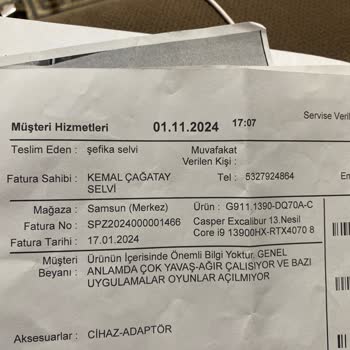 Servise Veril
Müşteri Hizmetleri 01.11.2024 17:07
Teslim Eden : şefika selvi Muvafakat
Verilen Kişi :
Fatura Sahibi : KEMAL ÇAĞATAY Tel : 5327924864
SELVİ
Mağaza : Samsun (Merkez) Ürün : G911.1390-DQ70A-C
Fatura No : SPZ2024000001466 Casper Excalibur 13.Nesil
Fatura Tarihi : 17.01.2024 Core i9 13900HX-RTX4070 8
Müşteri Ürünün İçerisinde Önemli Bilgi Yoktur. GENEL
Beyanı : ANLAMDA ÇOK YAVAŞ-AĞIR ÇALIŞIYOR VE BAZI
UYGULAMALAR OYUNLAR AÇILMIYOR
Aksesuarlar : CİHAZ-ADAPTÖR